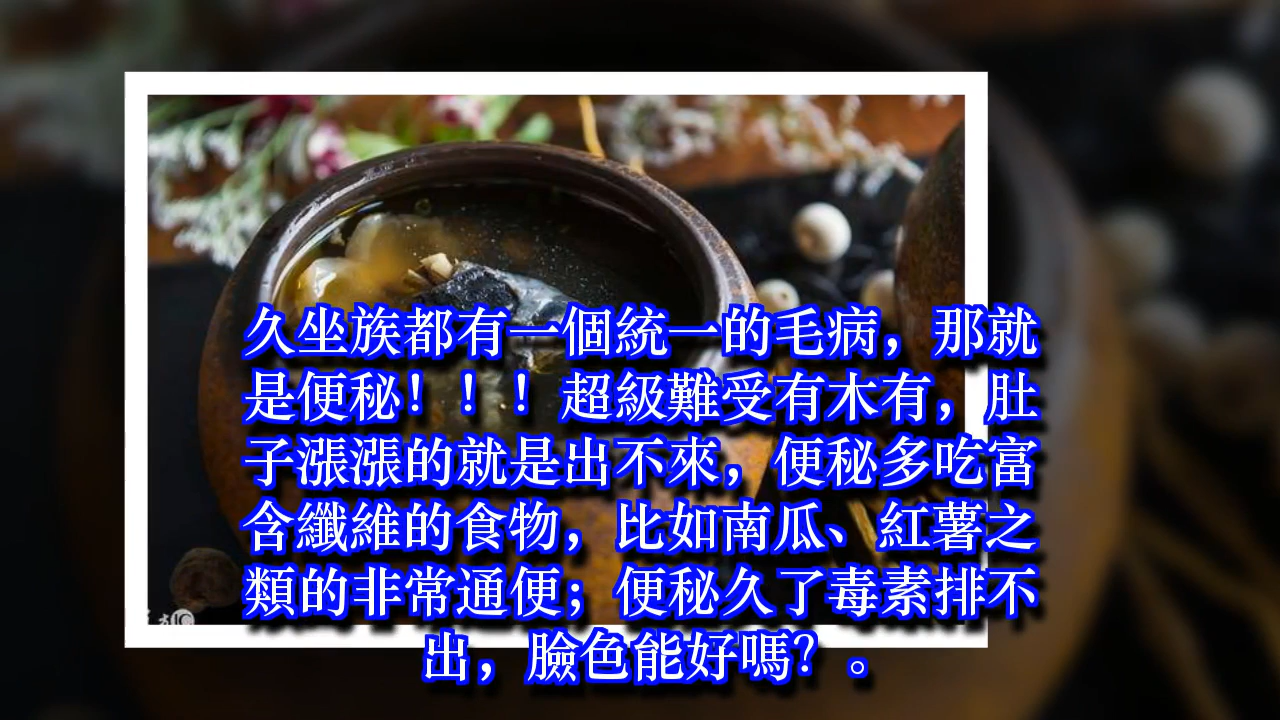 久坐族都有一個統一的毛病，那就
是便秘！！！超級難受有木有，肚
子漲漲的就是出不來，便秘多吃富
含纖維的食物，比如南瓜、紅薯之
類的非常通便；便秘久了毒素排不
出，臉色能好嗎？。